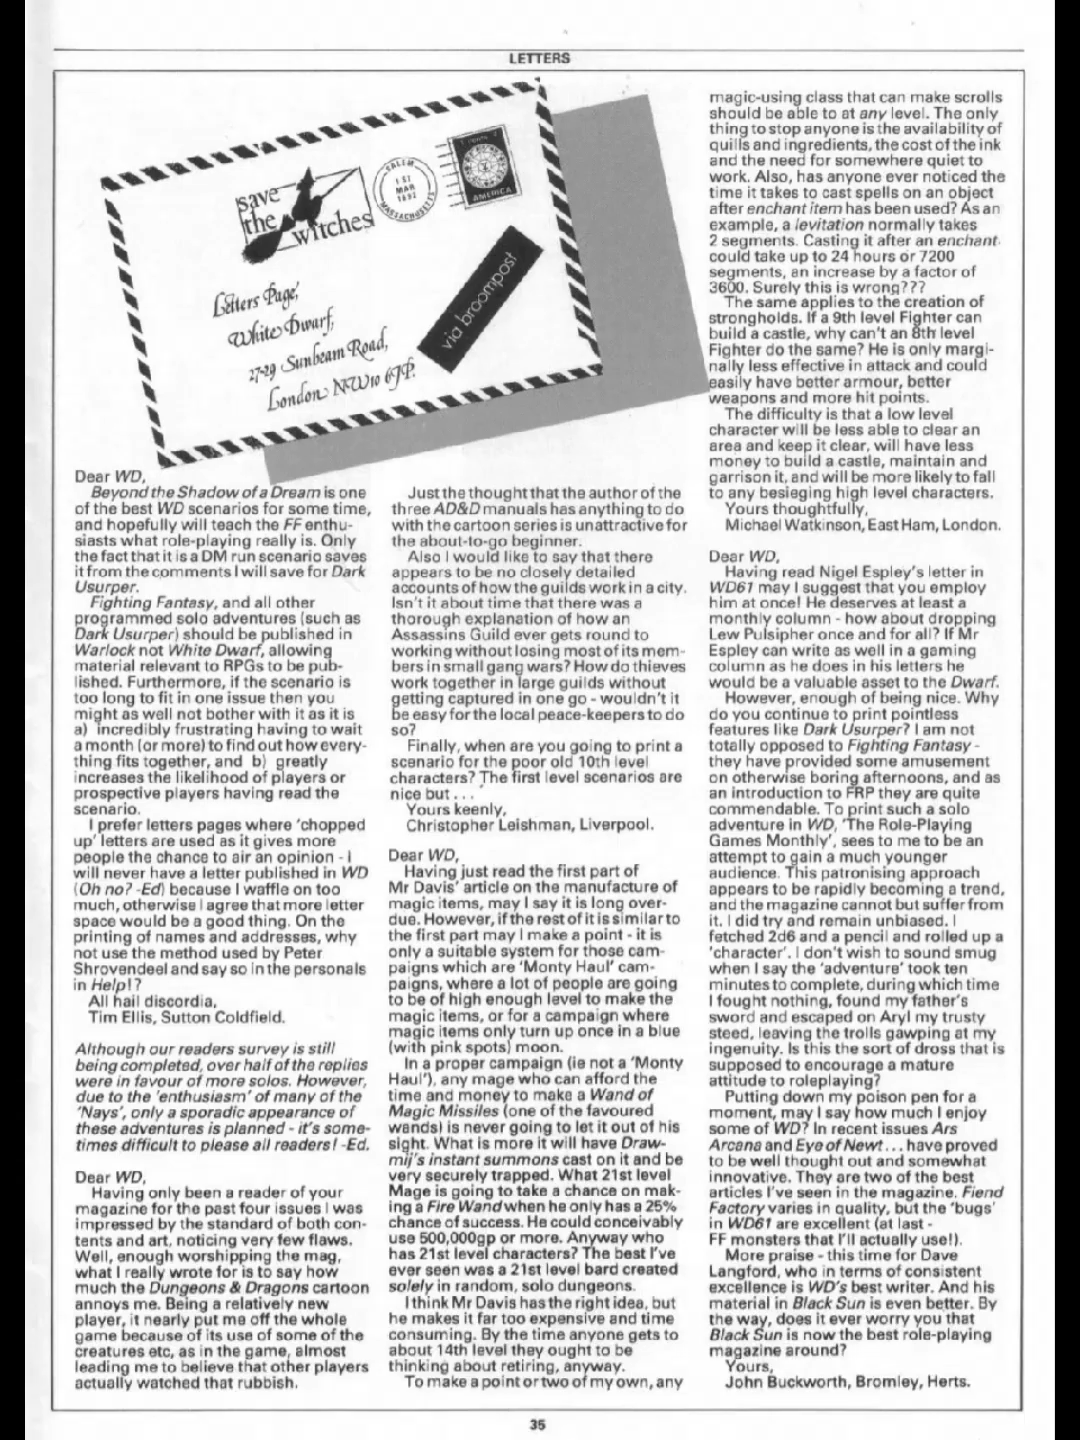 LETTERS
save
the
witches
SALEM
1 ST
MAR
1692
MASSACHUSETTS
AMERICA
via broompost
Letters Page,
White Dwarf,
27-29 Sunbeam Road,
London NW10 6JP.
Dear WD,
Beyond the Shadow of a Dream is one
of the best WD scenarios for some time,
and hopefully will teach the FF enthu-
siasts what role-playing really is. Only
the fact that it is a DM run scenario saves
it from the comments I will save for Dark
Usurper.
Fighting Fantasy, and all other
programmed solo adventures (such as
Dark Usurper) should be published in
Warlock not White Dwarf, allowing
material relevant to RPGs to be pub-
lished. Furthermore, if the scenario is
too long to fit in one issue then you
might as well not bother with it as it is
a) incredibly frustrating having to wait
a month (or more) to find out how every-
thing fits together, and b) greatly
increases the likelihood of players or
prospective players having read the
scenario.
I prefer letters pages where 'chopped
up' letters are used as it gives more
people the chance to air an opinion - I
will never have a letter published in WD
(Oh no? -Ed) because I waffle on too
much, otherwise I agree that more letter
space would be a good thing. On the
printing of names and addresses, why
not use the method used by Peter
Shrovendeel and say so in the personals
in Help!?
All hail discordia,
Tim Ellis, Sutton Coldfield.
Although our readers survey is still
being completed, over half of the replies
were in favour of more solos. However,
due to the 'enthusiasm' of many of the
'Nays', only a sporadic appearance of
these adventures is planned - it's some-
times difficult to please all readers! -Ed.
Dear WD,
Having only been a reader of your
magazine for the past four issues I was
impressed by the standard of both con-
tents and art, noticing very few flaws.
Well, enough worshipping the mag,
what I really wrote for is to say how
much the Dungeons & Dragons cartoon
annoys me. Being a relatively new
player, it nearly put me off the whole
game because of its use of some of the
creatures etc, as in the game, almost
leading me to believe that other players
actually watched that rubbish.
Just the thought that the author of the
three AD&D manuals has anything to do
with the cartoon series is unattractive for
the about-to-go beginner.
Also I would like to say that there
appears to be no closely detailed
accounts of how the guilds work in a city.
Isn't it about time that there was a
thorough explanation of how an
Assassins Guild ever gets round to
working without losing most of its mem-
bers in small gang wars? How do thieves
work together in large guilds without
getting captured in one go - wouldn't it
be easy for the local peace-keepers to do
so?
Finally, when are you going to print a
scenario for the poor old 10th level
characters? The first level scenarios are
nice but . . .
Yours keenly,
Christopher Leishman, Liverpool.
Dear WD,
Having just read the first part of
Mr Davis' article on the manufacture of
magic items, may I say it is long over-
due. However, if the rest of it is similar to
the first part may I make a point - it is
only a suitable system for those cam-
paigns which are 'Monty Haul' cam-
paigns, where a lot of people are going
to be of high enough level to make the
magic items, or for a campaign where
magic items only turn up once in a blue
(with pink spots) moon.
In a proper campaign (ie not a 'Monty
Haul'), any mage who can afford the
time and money to make a Wand of
Magic Missiles (one of the favoured
wands) is never going to let it out of his
sight. What is more it will have Draw-
mij's instant summons cast on it and be
very securely trapped. What 21st level
Mage is going to take a chance on mak-
ing a Fire Wand when he only has a 25%
chance of success. He could conceivably
use 500,000gp or more. Anyway who
has 21st level characters? The best I've
ever seen was a 21st level bard created
solely in random, solo dungeons.
I think Mr Davis has the right idea, but
he makes it far too expensive and time
consuming. By the time anyone gets to
about 14th level they ought to be
thinking about retiring, anyway.
To make a point or two of my own, any
magic-using class that can make scrolls
should be able to at any level. The only
thing to stop anyone is the availability of
quills and ingredients, the cost of the ink
and the need for somewhere quiet to
work. Also, has anyone ever noticed the
time it takes to cast spells on an object
after enchant item has been used? As an
example, a levitation normally takes
2 segments. Casting it after an enchant
could take up to 24 hours or 7200
segments, an increase by a factor of
3600. Surely this is wrong???
The same applies to the creation of
strongholds. If a 9th level Fighter can
build a castle, why can't an 8th level
Fighter do the same? He is only margi-
nally less effective in attack and could
easily have better armour, better
weapons and more hit points.
The difficulty is that a low level
character will be less able to clear an
area and keep it clear, will have less
money to build a castle, maintain and
garrison it, and will be more likely to fall
to any besieging high level characters.
Yours thoughtfully,
Michael Watkinson, East Ham, London.
Dear WD,
Having read Nigel Espley's letter in
WD61 may I suggest that you employ
him at once! He deserves at least a
monthly column - how about dropping
Lew Pulsipher once and for all? If Mr
Espley can write as well in a gaming
column as he does in his letters he
would be a valuable asset to the Dwarf.
However, enough of being nice. Why
do you continue to print pointless
features like Dark Usurper? I am not
totally opposed to Fighting Fantasy -
they have provided some amusement
on otherwise boring afternoons, and as
an introduction to FRP they are quite
commendable. To print such a solo
adventure in WD, 'The Role-Playing
Games Monthly', sees to me to be an
attempt to gain a much younger
audience. This patronising approach
appears to be rapidly becoming a trend,
and the magazine cannot but suffer from
it. I did try and remain unbiased. I
fetched 2d6 and a pencil and rolled up a
'character'. I don't wish to sound smug
when I say the 'adventure' took ten
minutes to complete, during which time
I fought nothing, found my father's
sword and escaped on Aryl my trusty
steed, leaving the trolls gawping at my
ingenuity. Is this the sort of dross that is
supposed to encourage a mature
attitude to roleplaying?
Putting down my poison pen for a
moment, may I say how much I enjoy
some of WD? In recent issues Ars
Arcana and Eye of Newt . . . have proved
to be well thought out and somewhat
innovative. They are two of the best
articles I've seen in the magazine. Fiend
Factory varies in quality, but the 'bugs'
in WD61 are excellent (at last -
FF monsters that I'll actually use!).
More praise - this time for Dave
Langford, who in terms of consistent
excellence is WD's best writer. And his
material in Black Sun is even better. By
the way, does it ever worry you that
Black Sun is now the best role-playing
magazine around?
Yours,
John Buckworth, Bromley, Herts.
35